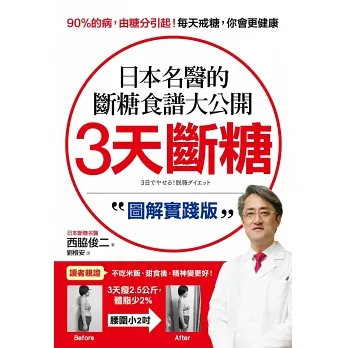 90%的病，由糖分引起！每天戒糖，你會更健康
日本名醫的
斷糖食譜大公開
3天斷糖
3日でやせる！脱糖ダイエット
“圖解實踐版”
日本斷糖名醫
西脇俊二 著
劉格安 譯
讀者親證
不吃米飯、甜食後，精神變更好！
3天瘦2.5公斤，
體脂少2%
腰圍小2吋
Before
After